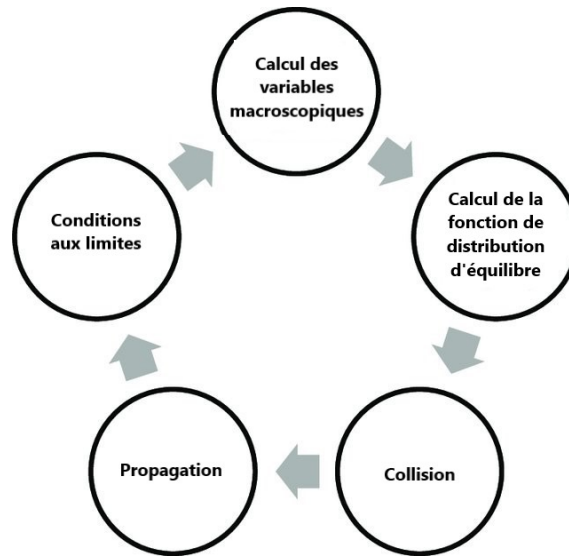 Calcul des
variables
macroscopiques
Calcul de la
fonction de
distribution
d'équilibre
Collision
Propagation
Conditions
aux limites